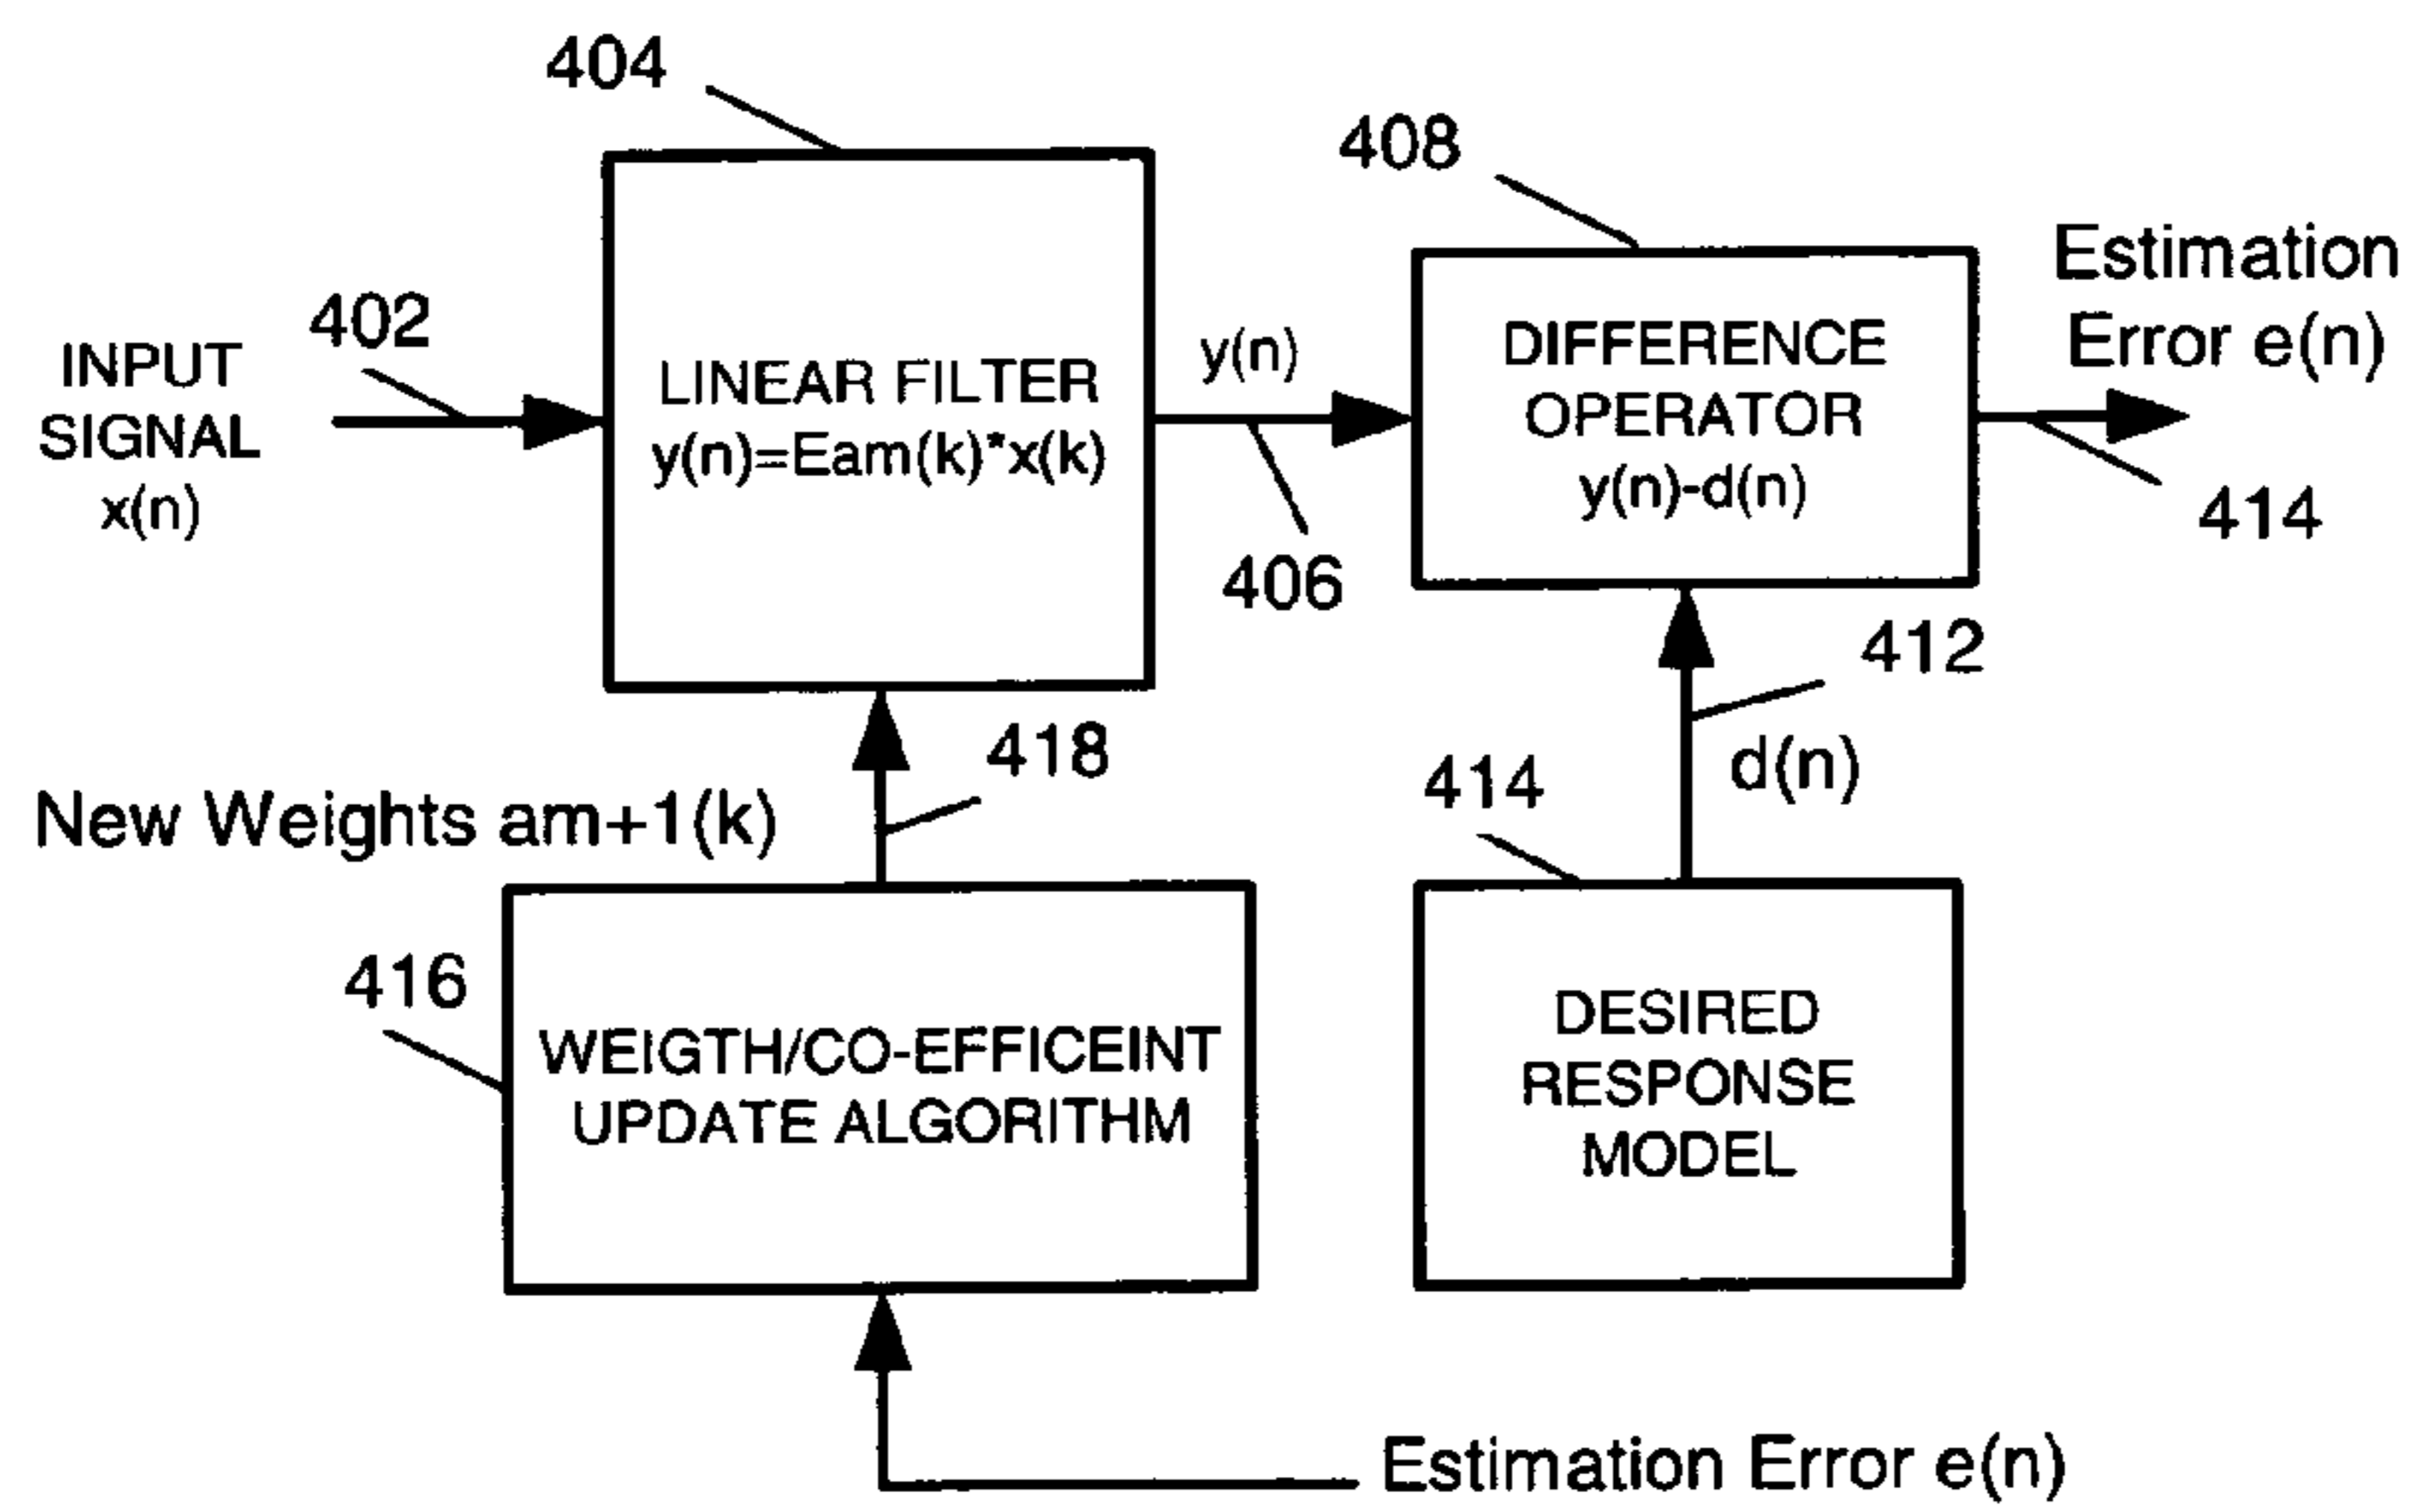 404
408
Estimation
Error e(n)
402
INPUT
SIGNAL
x(n)
LINEAR FILTER
y(n)=Eam(k)*x(k)
y(n)
DIFFERENCE
OPERATOR
y(n)-d(n)
414
406
412
418
d(n)
414
New Weights am+1(k)
416
WEIGTH/CO-EFFICEINT
UPDATE ALGORITHM
DESIRED
RESPONSE
MODEL
Estimation Error e(n)